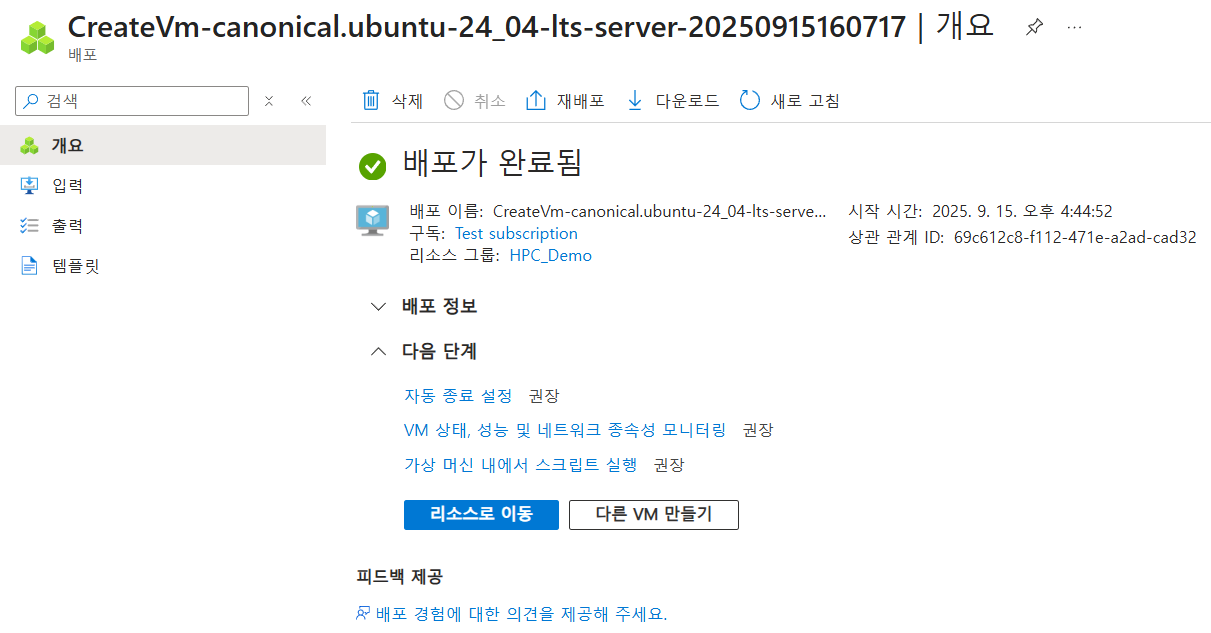 CreateVm-canonical.ubuntu-24_04-lts-server-20250915160717 | 개요
배포
검색
개요
입력
출력
템플릿
삭제 취소 재배포 다운로드 새로 고침
배포가 완료됨
배포 이름: CreateVm-canonical.ubuntu-24_04-lts-serve...
구독: Test subscription
리소스 그룹: HPC_Demo
시작 시간: 2025. 9. 15. 오후 4:44:52
상관 관계 ID: 69c612c8-f112-471e-a2ad-cad32
배포 정보
다음 단계
자동 종료 설정 권장
VM 상태, 성능 및 네트워크 종속성 모니터링 권장
가상 머신 내에서 스크립트 실행 권장
리소스로 이동 다른 VM 만들기
피드백 제공
배포 경험에 대한 의견을 제공해 주세요.